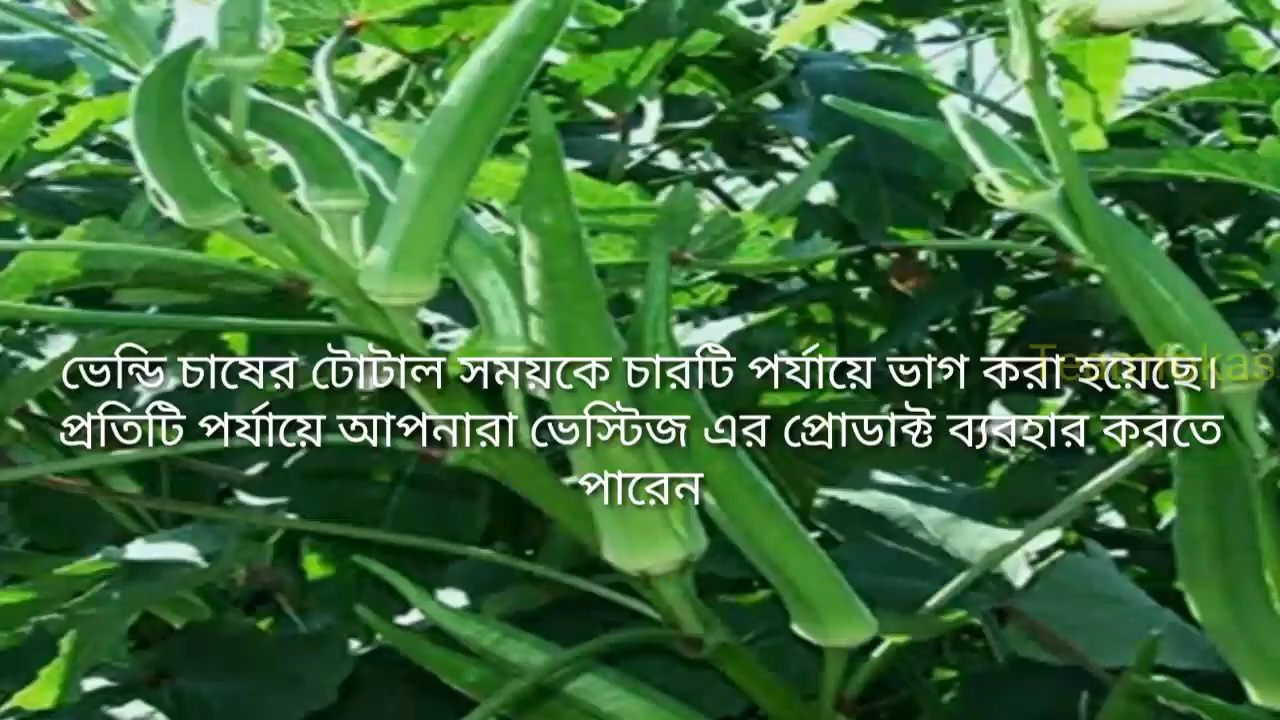 ভেন্ডি চাষের টোটাল সময়কে চারটি পর্যায়ে ভাগ করা হয়েছে।
প্রতিটি পর্যায়ে আপনারা ভেস্টিজ এর প্রোডাক্ট ব্যবহার করতে
পারেন